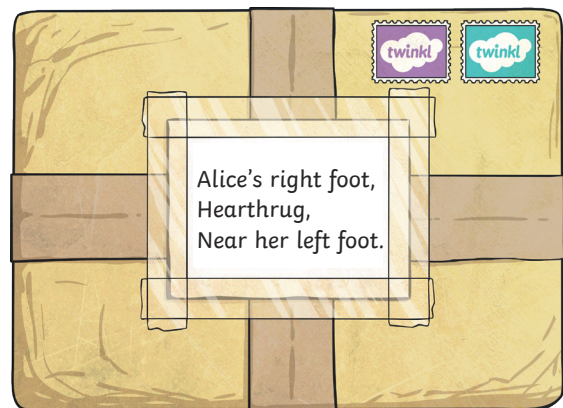 twinkl twinkl
Alice's right foot,
Hearthrug,
Near her left foot.